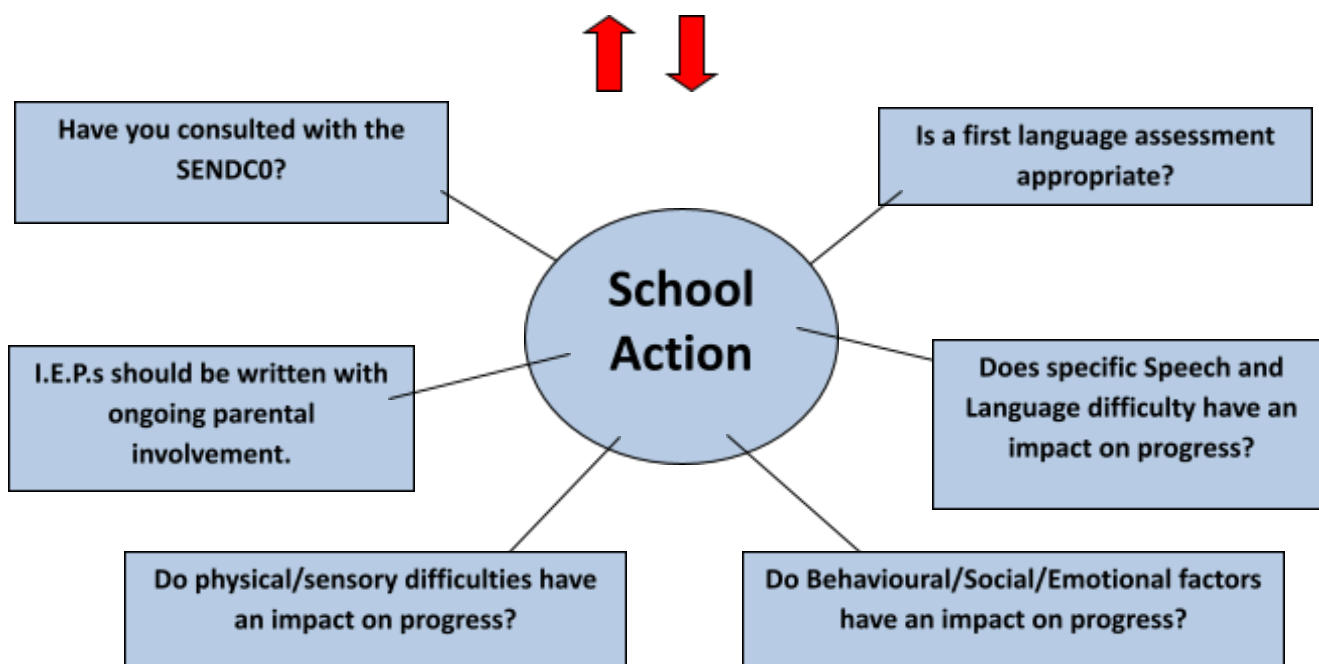 Have you consulted with the
SENDC0?
Is a first language assessment
appropriate?
School
Action
I.E.P.s should be written with
ongoing parental
involvement.
Does specific Speech and
Language difficulty have an
impact on progress?
Do physical/sensory difficulties have
an impact on progress?
Do Behavioural/Social/Emotional factors
have an impact on progress?